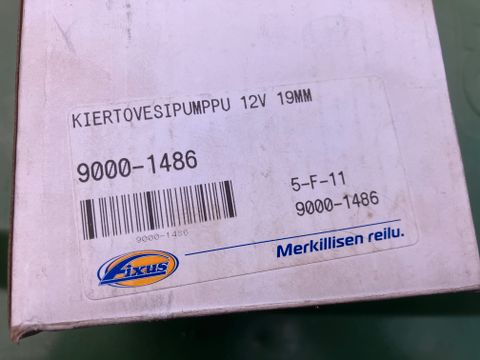 KIERTOVESIPUMPPU 12V 19MM
9000-1486
5-F-11
9000-1486
9000-1486
Fixus
Merkillisen reilu.